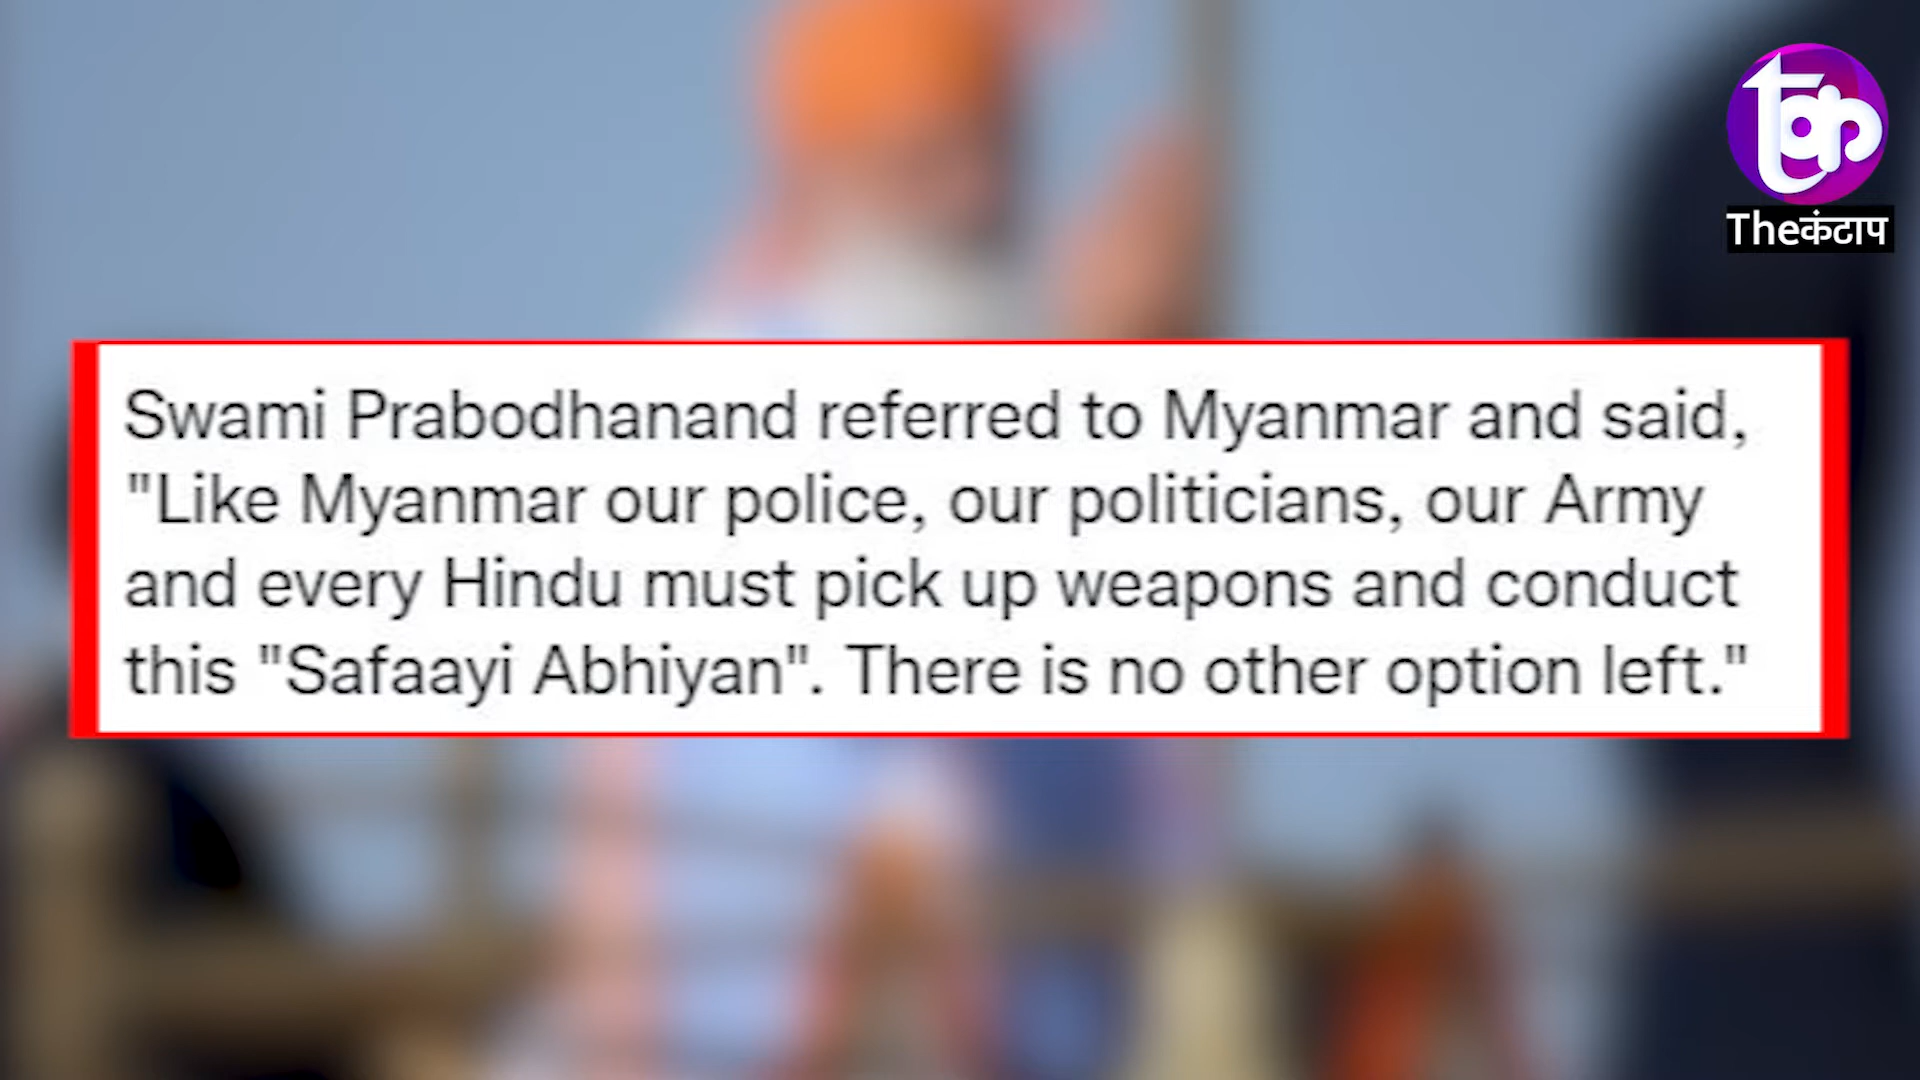 Theकंटाप
Swami Prabodhanand referred to Myanmar and said,
"Like Myanmar our police, our politicians, our Army
and every Hindu must pick up weapons and conduct
this "Safaayi Abhiyan". There is no other option left."